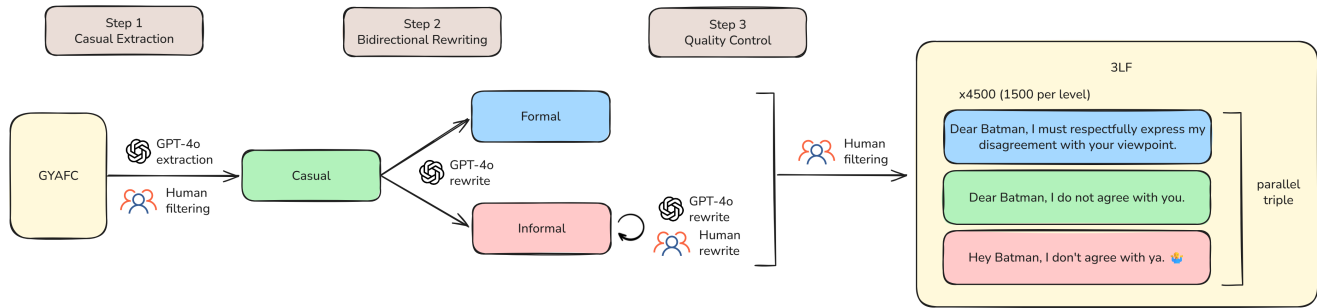 Step 1
Casual Extraction
Step 2
Bidirectional Rewriting
Step 3
Quality Control
GYAFC
GPT-4o
extraction
Human
filtering
Casual
GPT-4o
rewrite
Formal
Informal
GPT-4o
rewrite
Human
rewrite
Human
filtering
3LF
x4500 (1500 per level)
Dear Batman, I must respectfully express my
disagreement with your viewpoint.
Dear Batman, I do not agree with you.
Hey Batman, I don't agree with ya. 🤷
parallel
triple